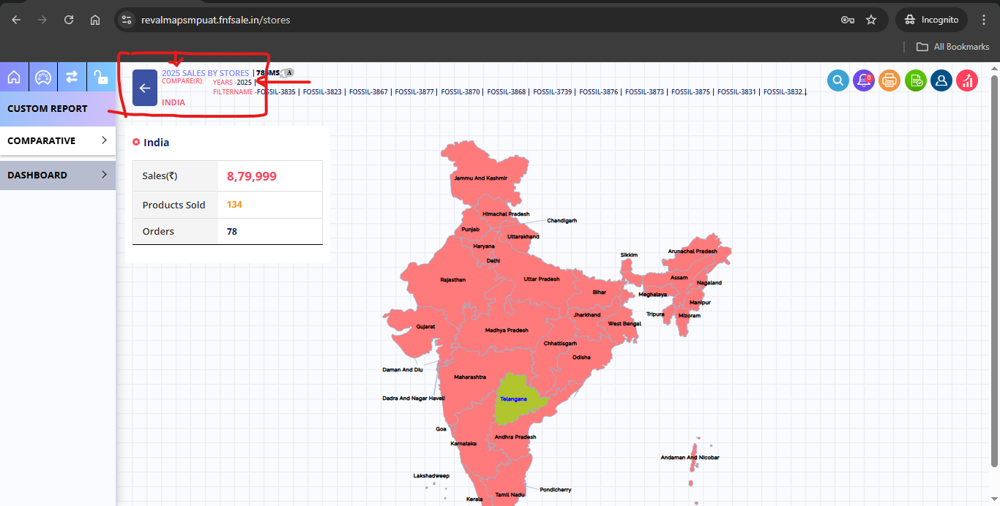 revalmapsmpuat.fnfsale.in/stores
Incognito
All Bookmarks
2025 SALES BY STORES | 786MS A
COMPARE(R): YEARS -2025 |
FILTERNAME -FOSSIL-3835 | FOSSIL-3823 | FOSSIL-3867 | FOSSIL-3877 | FOSSIL-3870 | FOSSIL-3868 | FOSSIL-3739 | FOSSIL-3876 | FOSSIL-3873 | FOSSIL-3875 | FOSSIL-3831 | FOSSIL-3832..
INDIA
0
CUSTOM REPORT
COMPARATIVE
DASHBOARD
India
Sales(₹) 8,79,999
Products Sold 134
Orders 78
Jammu And Kashmir
Himachal Pradesh
Chandigarh
Punjab
Uttarakhand
Haryana
Delhi
Sikkim
Arunachal Pradesh
Rajasthan
Uttar Pradesh
Assam
Nagaland
Bihar
Meghalaya
Manipur
Jharkhand
Tripura
Mizoram
West Bengal
Gujarat
Madhya Pradesh
Chhattisgarh
Odisha
Daman And Diu
Maharashtra
Dadra And Nagar Haveli
Telangana
Goa
Andhra Pradesh
Karnataka
Andaman And Nicobar
Lakshadweep
Pondicherry
Tamil Nadu
Kerala